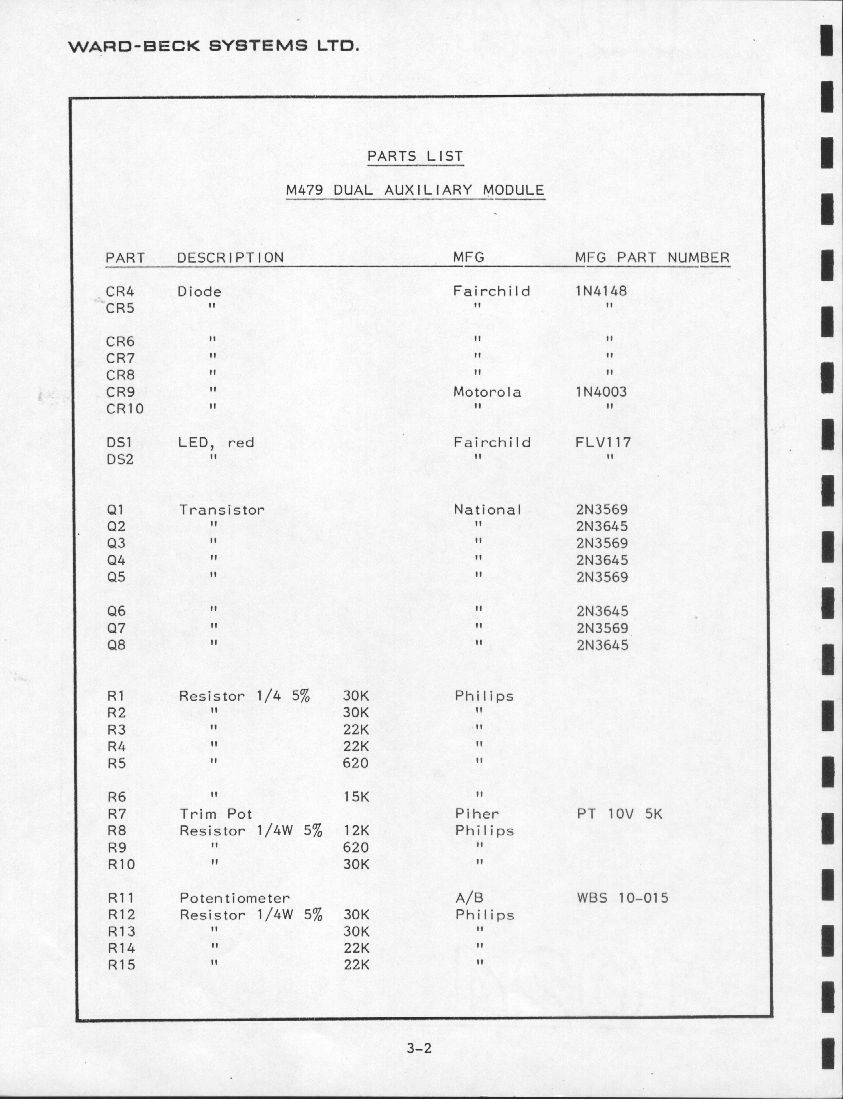 WARD-BECK SYSTEMS LTD.
PARTS LIST
M479 DUAL AUXILIARY MODULE
PART DESCRIPTION MFG MFG PART NUMBER
CR4 Diode Fairchild 1N4148
CR5 " " "
CR6 " " "
CR7 " " "
CR8 " " "
CR9 " Motorola 1N4003
CR10 " " "
DS1 LED, red Fairchild FLV117
DS2 " " "
Q1 Transistor National 2N3569
Q2 " " 2N3645
Q3 " " 2N3569
Q4 " " 2N3645
Q5 " " 2N3569
Q6 " " 2N3645
Q7 " " 2N3569
Q8 " " 2N3645
R1 Resistor 1/4 5% 30K Philips
R2 " 30K "
R3 " 22K "
R4 " 22K "
R5 " 620 "
R6 " 15K "
R7 Trim Pot Piher PT 10V 5K
R8 Resistor 1/4W 5% 12K Philips
R9 " 620 "
R10 " 30K "
R11 Potentiometer A/B WBS 10-015
R12 Resistor 1/4W 5% 30K Philips
R13 " 30K "
R14 " 22K "
R15 " 22K "
3-2